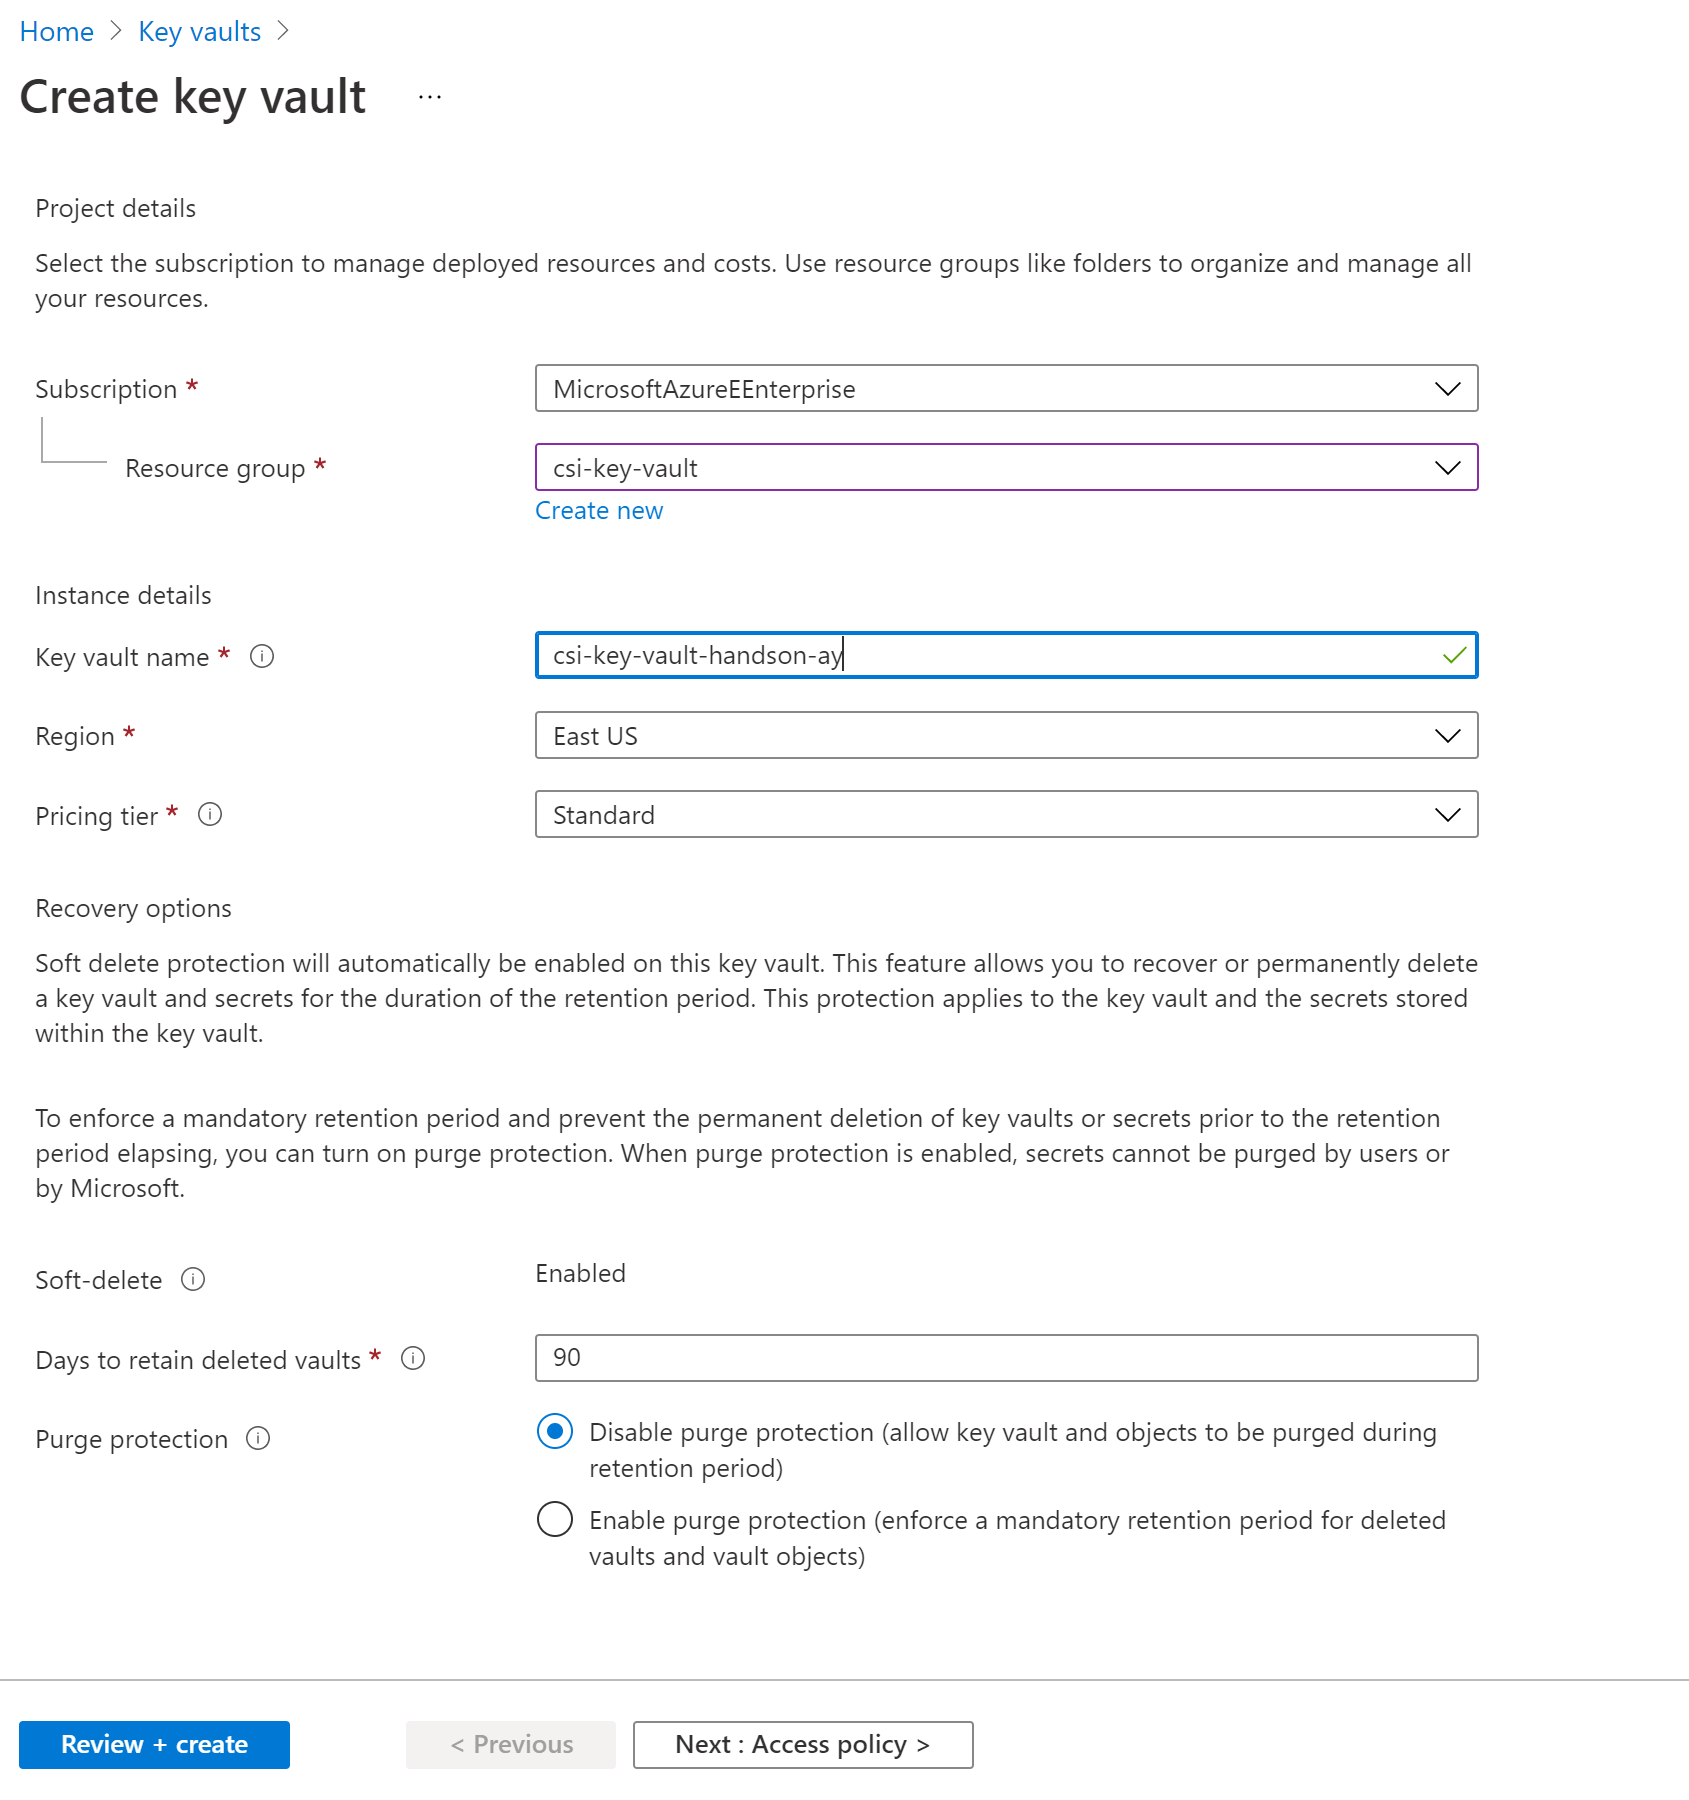 Home > Key vaults >
Create key vault ...
Project details
Select the subscription to manage deployed resources and costs. Use resource groups like folders to organize and manage all
your resources.
Subscription * MicrosoftAzureEEnterprise
Resource group * csi-key-vault
Create new
Instance details
Key vault name * csi-key-vault-handson-ay
Region * East US
Pricing tier * Standard
Recovery options
Soft delete protection will automatically be enabled on this key vault. This feature allows you to recover or permanently delete
a key vault and secrets for the duration of the retention period. This protection applies to the key vault and the secrets stored
within the key vault.
To enforce a mandatory retention period and prevent the permanent deletion of key vaults or secrets prior to the retention
period elapsing, you can turn on purge protection. When purge protection is enabled, secrets cannot be purged by users or
by Microsoft.
Soft-delete Enabled
Days to retain deleted vaults * 90
Purge protection Disable purge protection (allow key vault and objects to be purged during
retention period)
Enable purge protection (enforce a mandatory retention period for deleted
vaults and vault objects)
Review + create < Previous Next : Access policy >